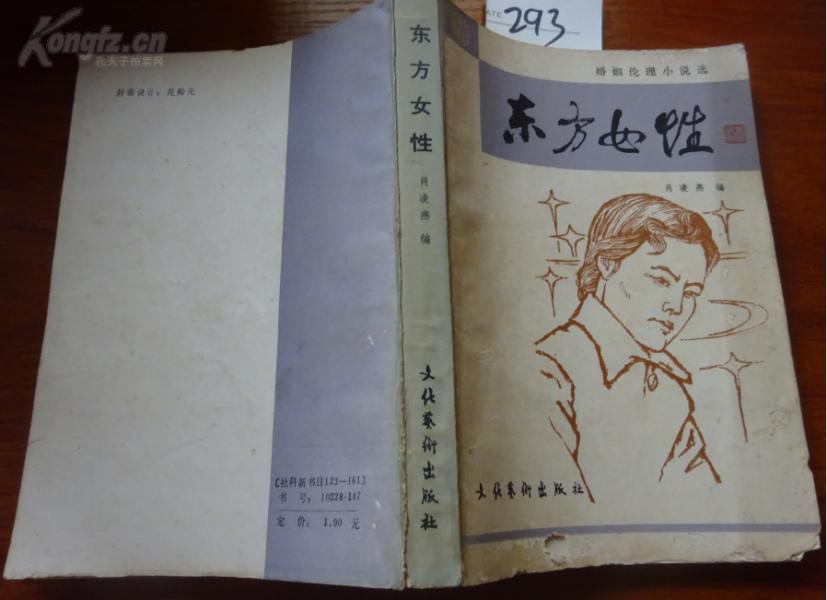 Kongfz.cn
孔夫子拍卖网
ATE
293
封面设计：范贻光
【社科新书目123—161】
书 号：10228·147
定 价：1.90 元
东方女性
肖凌燕 编
文化艺术出版社
婚姻伦理小说选
东方女性
肖凌燕 编
文化艺术出版社